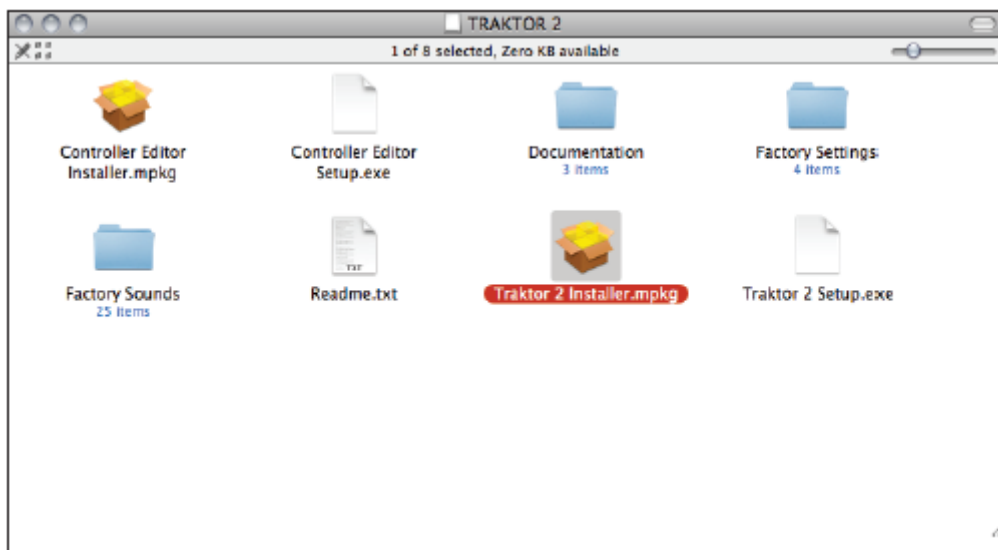 TRAKTOR 2
1 of 8 selected, Zero KB available
Controller Editor
Installer.mpkg
Controller Editor
Setup.exe
Documentation
3 items
Factory Settings
4 items
Factory Sounds
25 items
TXT
Readme.txt
Traktor 2 Installer.mpkg
Traktor 2 Setup.exe